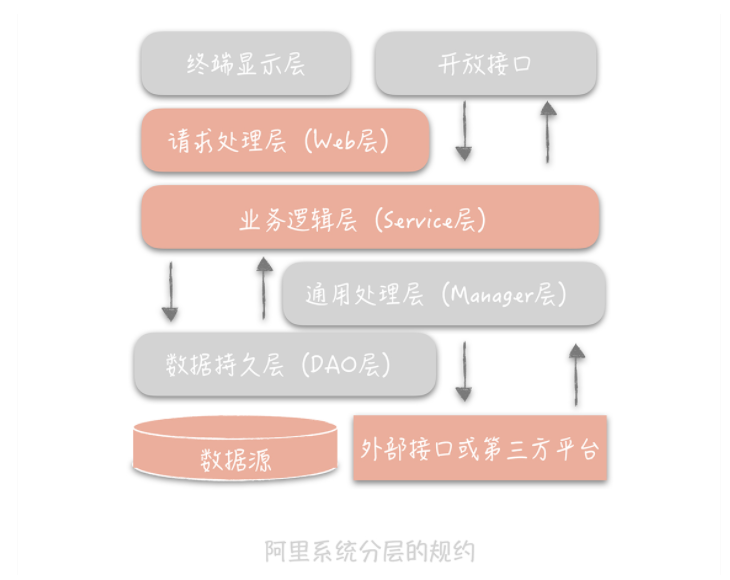 终端显示层
开放接口
请求处理层（Web层）
业务逻辑层（Service层）
通用处理层（Manager层）
数据持久层（DAO层）
数据源
外部接口或第三方平台
阿里系统分层的规约